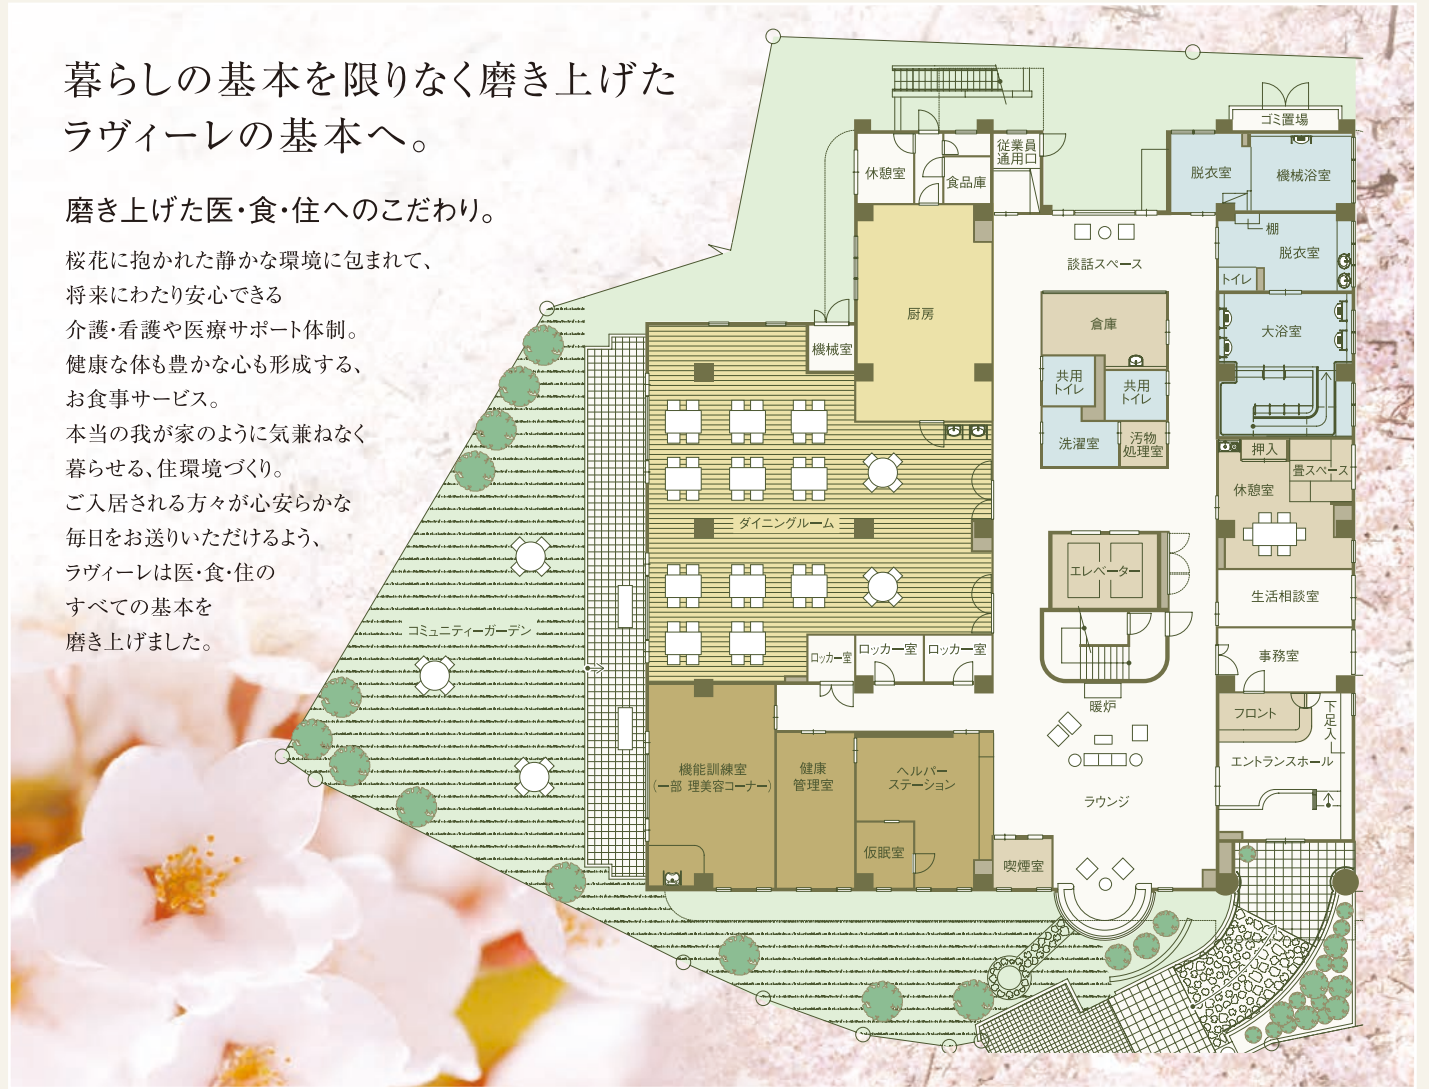 暮らしの基本を限りなく磨き上げた
ラヴィーレの基本へ。
磨き上げた医・食・住へのこだわり。
桜花に抱かれた静かな環境に包まれて、
将来にわたり安心できる
介護・看護や医療サポート体制。
健康な体も豊かな心も形成する、
お食事サービス。
本当の我が家のように気兼ねなく
暮らせる、住環境づくり。
ご入居される方々が心安らかな
毎日をお送りいただけるよう、
ラヴィーレは医・食・住の
すべての基本を
磨き上げました。
ゴミ置場
従業員
通用口
休憩室
食品庫
脱衣室
機械浴室
棚
脱衣室
トイレ
談話スペース
厨房
倉庫
大浴室
機械室
共用
トイレ
共用
トイレ
洗濯室
汚物
処理室
押入
畳スペース
休憩室
ダイニングルーム
エレベーター
生活相談室
コミュニティーガーデン
ロッカー室
ロッカー室
ロッカー室
事務室
暖炉
フロント
下足入
エントランスホール
機能訓練室
(一部 理美容コーナー)
健康
管理室
ヘルパー
ステーション
ラウンジ
仮眠室
喫煙室